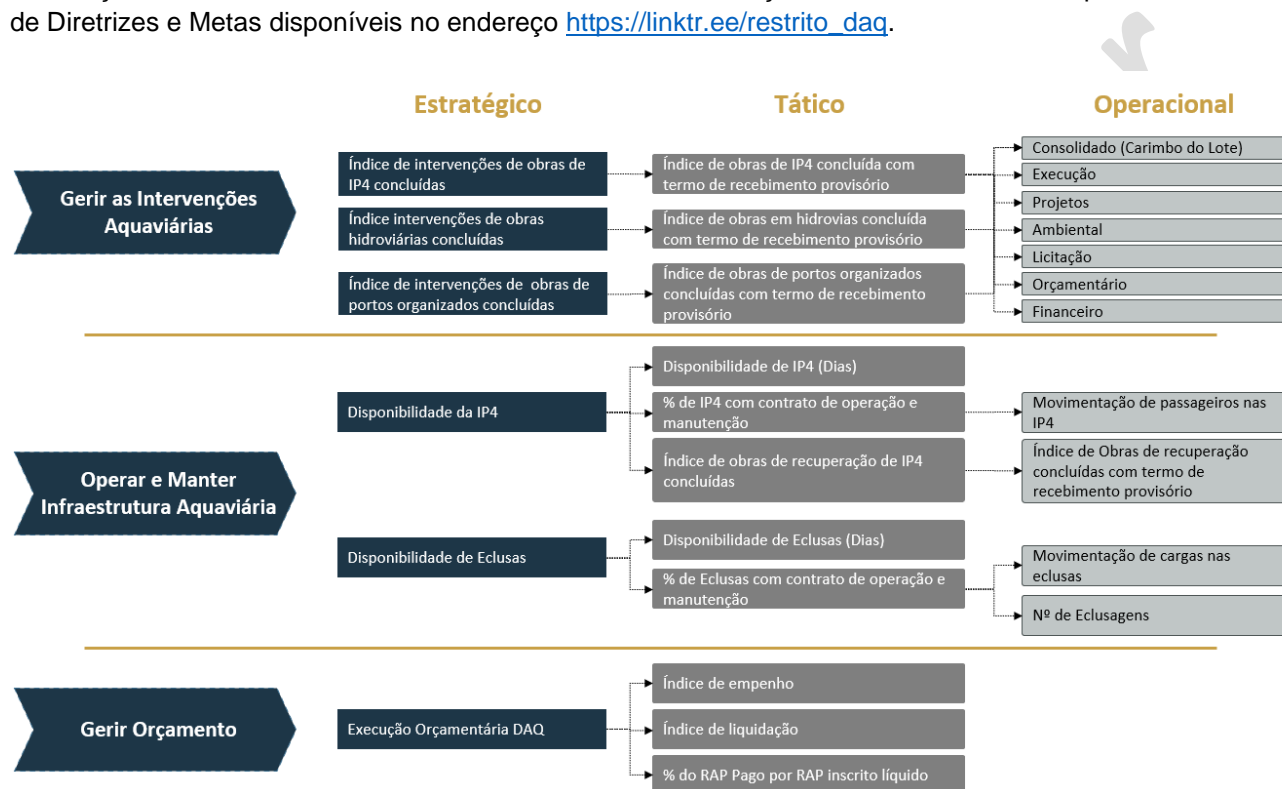 de Diretrizes e Metas disponíveis no endereço https://linktr.ee/restrito_daq.
Estratégico
Tático
Operacional
Gerir as Intervenções
Aquaviárias
Índice de intervenções de obras de
IP4 concluídas
Índice de obras de IP4 concluída com
termo de recebimento provisório
Índice intervenções de obras
hidroviárias concluídas
Índice de obras em hidrovias concluída
com termo de recebimento provisório
Índice de intervenções de  obras de
portos organizados concluídas
Índice de obras de portos organizados
concluídas com termo de recebimento
provisório
Consolidado (Carimbo do Lote)
Execução
Projetos
Ambiental
Licitação
Orçamentário
Financeiro
Operar e Manter
Infraestrutura Aquaviária
Disponibilidade da IP4
Disponibilidade de IP4 (Dias)
% de IP4 com contrato de operação e
manutenção
Índice de obras de recuperação de IP4
concluídas
Movimentação de passageiros nas
IP4
Índice de Obras de recuperação
concluídas com termo de
recebimento provisório
Disponibilidade de Eclusas
Disponibilidade de Eclusas (Dias)
% de Eclusas com contrato de operação e
manutenção
Movimentação de cargas nas
eclusas
Nº de Eclusagens
Gerir Orçamento
Execução Orçamentária DAQ
Índice de empenho
Índice de liquidação
% do RAP Pago por RAP inscrito líquido